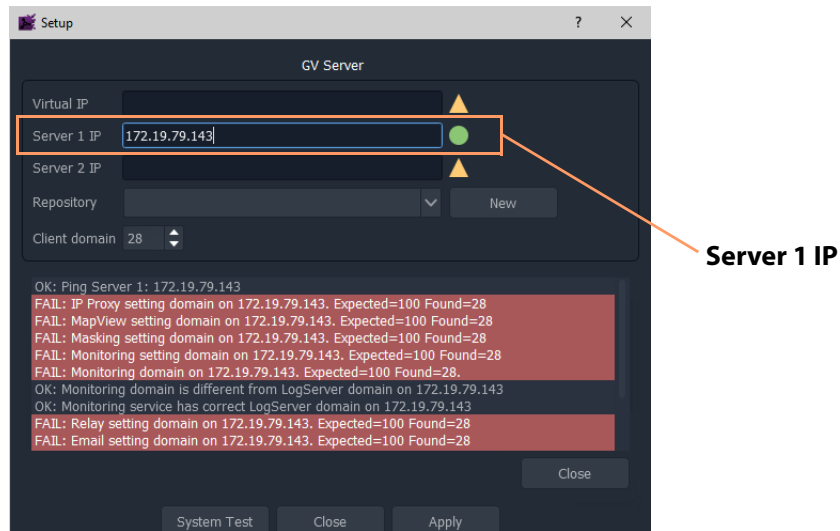 Setup ? ×
GV Server
Virtual IP
Server 1 IP 172.19.79.143
Server 2 IP
Repository New
Server 1 IP
Client domain 28
OK: Ping Server 1: 172.19.79.143
FAIL: IP Proxy setting domain on 172.19.79.143. Expected=100 Found=28
FAIL: MapView setting domain on 172.19.79.143. Expected=100 Found=28
FAIL: Masking setting domain on 172.19.79.143. Expected=100 Found=28
FAIL: Monitoring setting domain on 172.19.79.143. Expected=100 Found=28
FAIL: Monitoring domain on 172.19.79.143. Expected=100 Found=28.
OK: Monitoring domain is different from LogServer domain on 172.19.79.143
OK: Monitoring service has correct LogServer domain on 172.19.79.143
FAIL: Relay setting domain on 172.19.79.143. Expected=100 Found=28
FAIL: Email setting domain on 172.19.79.143. Expected=100 Found=28
Close
System Test Close Apply